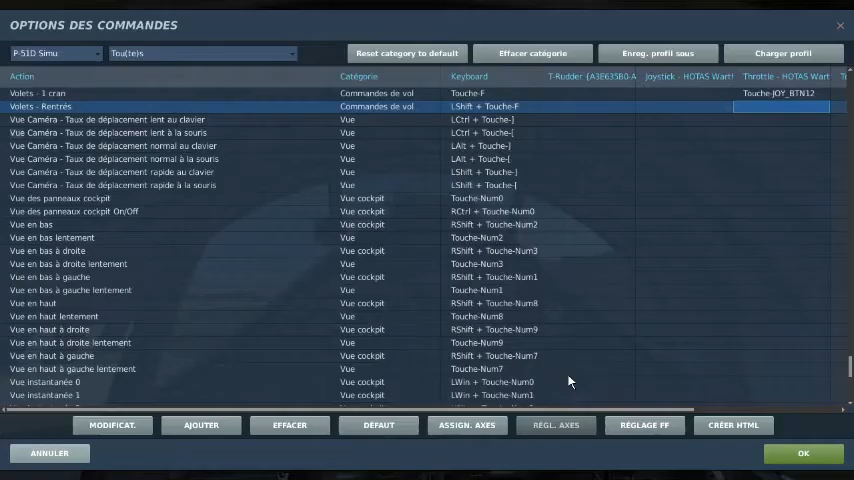 OPTIONS DES COMMANDES
P-51D Simu Tou(te)s Reset category to default Effacer catégorie Enreg. profil sous Charger profil
Action Catégorie Keyboard T-Rudder {A3E635B0-A Joystick - HOTAS Wart! Throttle - HOTAS Wart
Volets - 1 cran Commandes de vol Touche-F Touche-JOY_BTN12
Volets - Rentrés Commandes de vol LShift + Touche-F
Vue Caméra - Taux de déplacement lent au clavier Vue LCtrl + Touche-]
Vue Caméra - Taux de déplacement lent à la souris Vue LCtrl + Touche-[
Vue Caméra - Taux de déplacement normal au clavier Vue LAlt + Touche-]
Vue Caméra - Taux de déplacement normal à la souris Vue LAlt + Touche-[
Vue Caméra - Taux de déplacement rapide au clavier Vue LShift + Touche-]
Vue Caméra - Taux de déplacement rapide à la souris Vue LShift + Touche-[
Vue des panneaux cockpit Vue cockpit Touche-Num0
Vue des panneaux cockpit On/Off Vue cockpit RCtrl + Touche-Num0
Vue en bas Vue cockpit RShift + Touche-Num2
Vue en bas lentement Vue Touche-Num2
Vue en bas à droite Vue cockpit RShift + Touche-Num3
Vue en bas à droite lentement Vue Touche-Num3
Vue en bas à gauche Vue cockpit RShift + Touche-Num1
Vue en bas à gauche lentement Vue Touche-Num1
Vue en haut Vue cockpit RShift + Touche-Num8
Vue en haut lentement Vue Touche-Num8
Vue en haut à droite Vue cockpit RShift + Touche-Num9
Vue en haut à droite lentement Vue Touche-Num9
Vue en haut à gauche Vue cockpit RShift + Touche-Num7
Vue en haut à gauche lentement Vue Touche-Num7
Vue instantanée 0 Vue cockpit LWin + Touche-Num0
Vue instantanée 1 Vue cockpit LWin + Touche-Num1
MODIFICAT. AJOUTER EFFACER DÉFAUT ASSIGN. AXES RÉGL. AXES RÉGLAGE FF CRÉER HTML
ANNULER OK